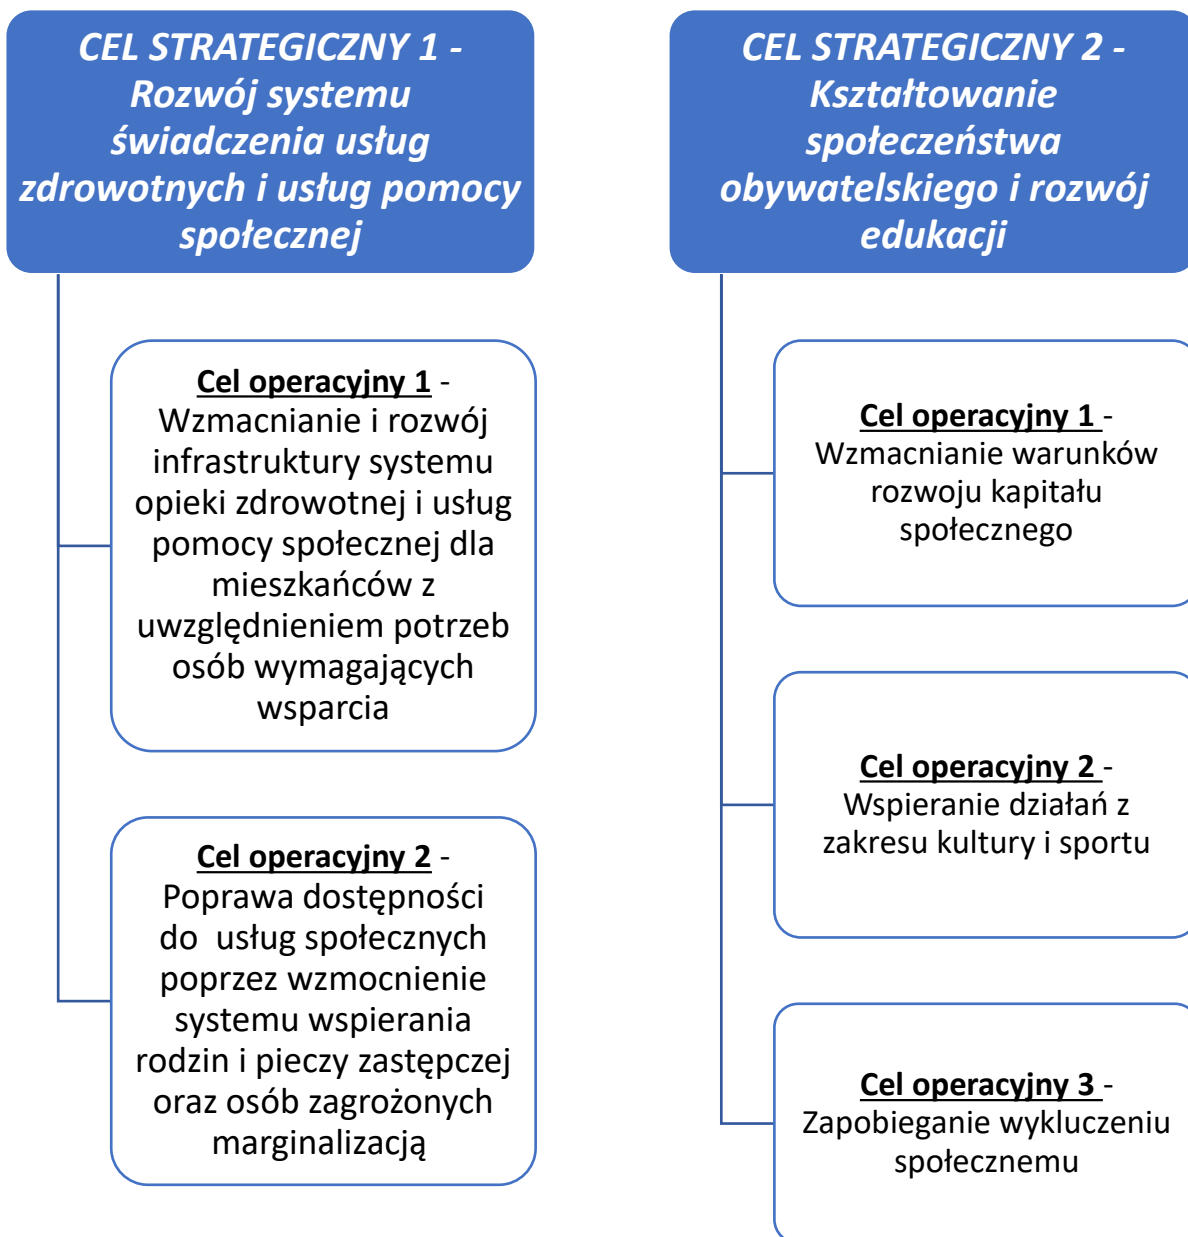 CEL STRATEGICZNY 1 -
Rozwój systemu
świadczenia usług
zdrowotnych i usług pomocy
społecznej
Cel operacyjny 1 -
Wzmacnianie i rozwój
infrastruktury systemu
opieki zdrowotnej i usług
pomocy społecznej dla
mieszkańców z
uwzględnieniem potrzeb
osób wymagających
wsparcia
Cel operacyjny 2 -
Poprawa dostępności
do  usług społecznych
poprzez wzmocnienie
systemu wspierania
rodzin i pieczy zastępczej
oraz osób zagrożonych
marginalizacją
CEL STRATEGICZNY 2 -
Kształtowanie
społeczeństwa
obywatelskiego i rozwój
edukacji
Cel operacyjny 1 -
Wzmacnianie warunków
rozwoju kapitału
społecznego
Cel operacyjny 2 -
Wspieranie działań z
zakresu kultury i sportu
Cel operacyjny 3 -
Zapobieganie wykluczeniu
społecznemu